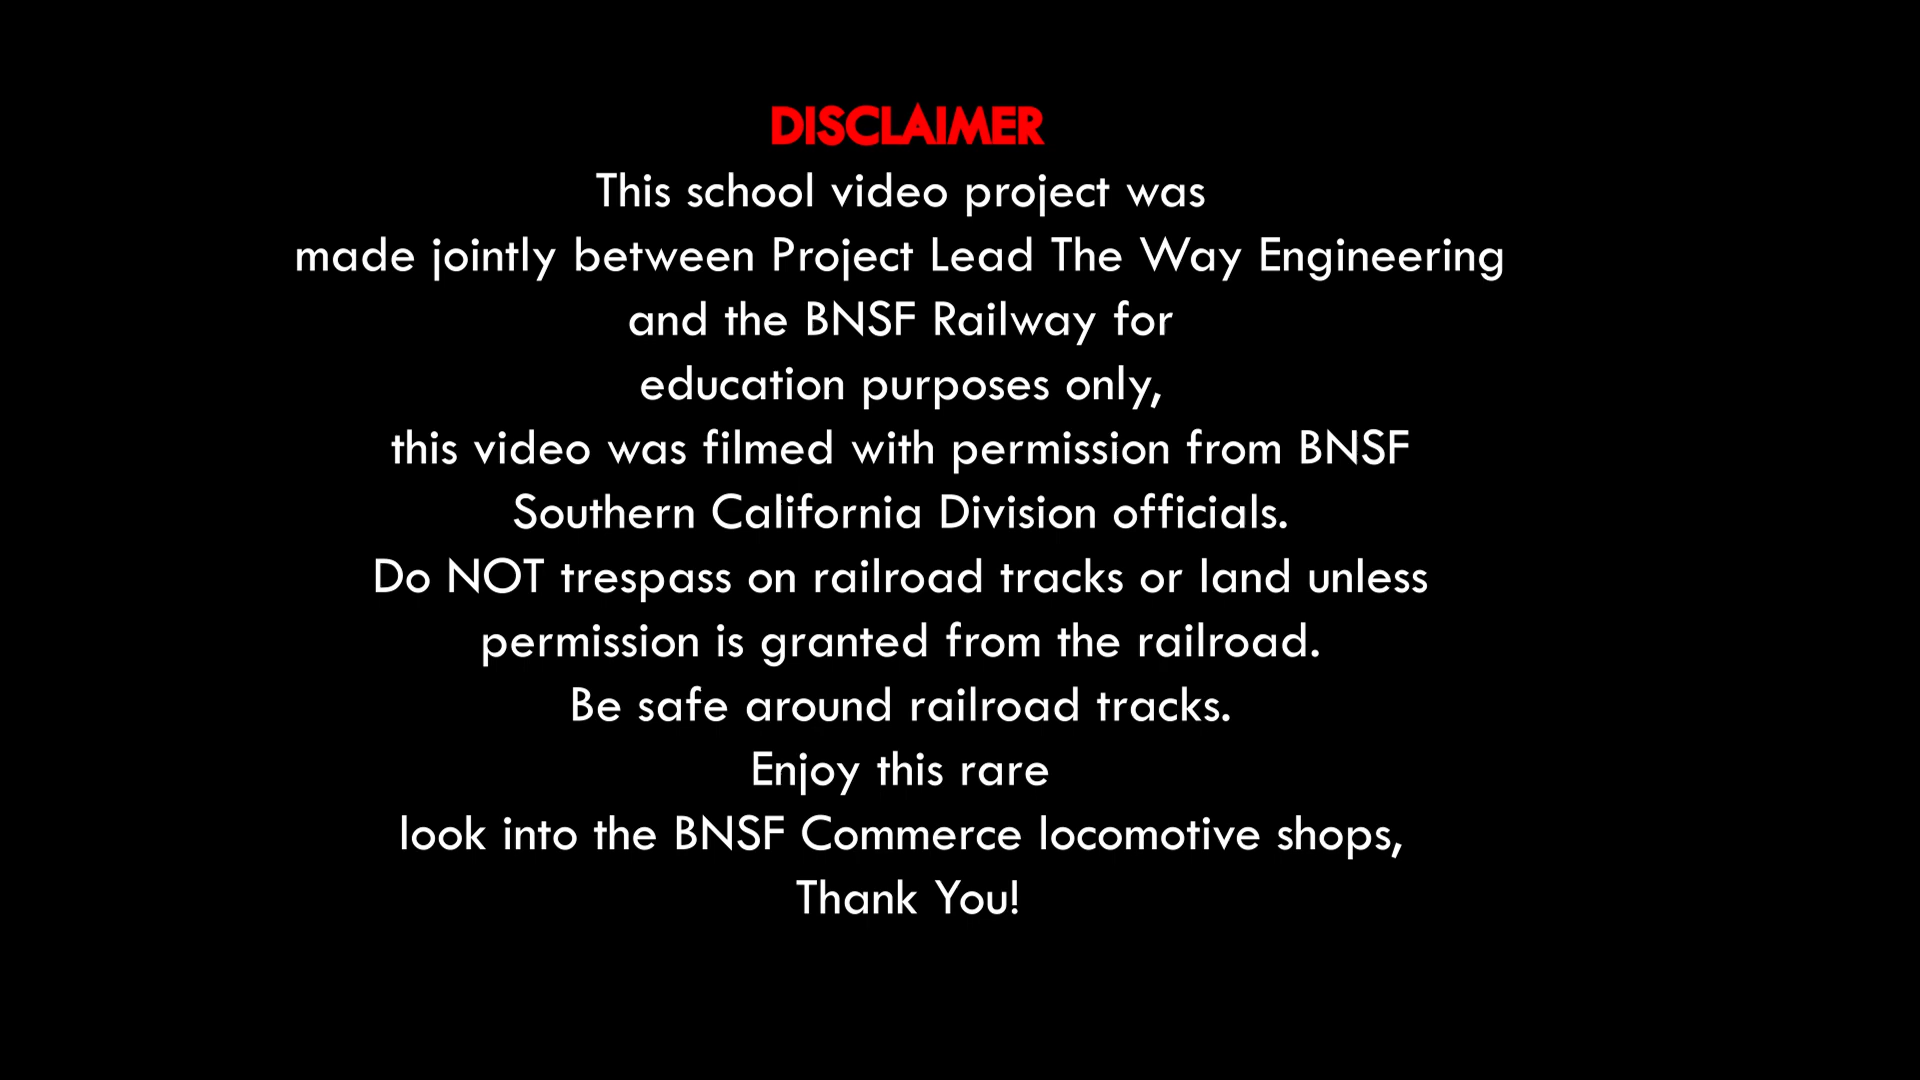 DISCLAIMER
This school video project was
made jointly between Project Lead The Way Engineering
and the BNSF Railway for
education purposes only,
this video was filmed with permission from BNSF
Southern California Division officials.
Do NOT trespass on railroad tracks or land unless
permission is granted from the railroad.
Be safe around railroad tracks.
Enjoy this rare
look into the BNSF Commerce locomotive shops,
Thank You!